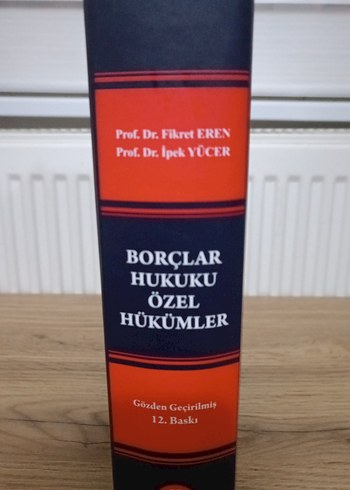 Prof. Dr. Fikret EREN
Prof. Dr. İpek YÜCER
BORÇLAR
HUKUKU
ÖZEL
HÜKÜMLER
Gözden Geçirilmiş
12. Baskı